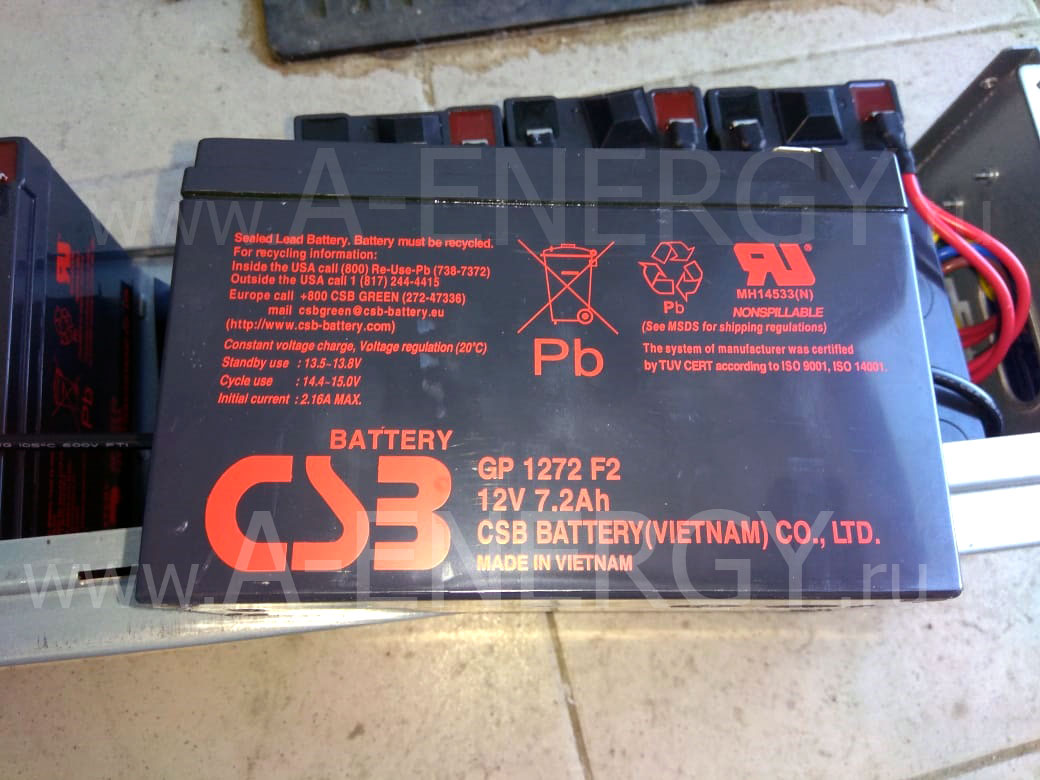 www.A-ENERGY.ru
Sealed Lead Battery. Battery must be recycled.
For recycling information:
Inside the USA call (800) Re-Use-Pb (738-7372)
Outside the USA call 1 (817) 244-4415
Europe call +800 CSB GREEN (272-47336)
mail csbgreen@csb-battery.eu
(http://www.csb-battery.com)
Constant voltage charge, Voltage regulation (20°C)
Standby use : 13.5~13.8V
Cycle use : 14.4~15.0V
Initial current : 2.16A MAX.
Pb
Pb
RU®
MH14533(N)
NONSPILLABLE
(See MSDS for shipping regulations)
The system of manufacturer was certified
by TUV CERT according to ISO 9001, ISO 14001.
BATTERY
CSB
GP 1272 F2
12V 7.2Ah
CSB BATTERY(VIETNAM) CO., LTD.
MADE IN VIETNAM
www.A-ENERGY.ru
RU
Pb
105°C 600V FT1